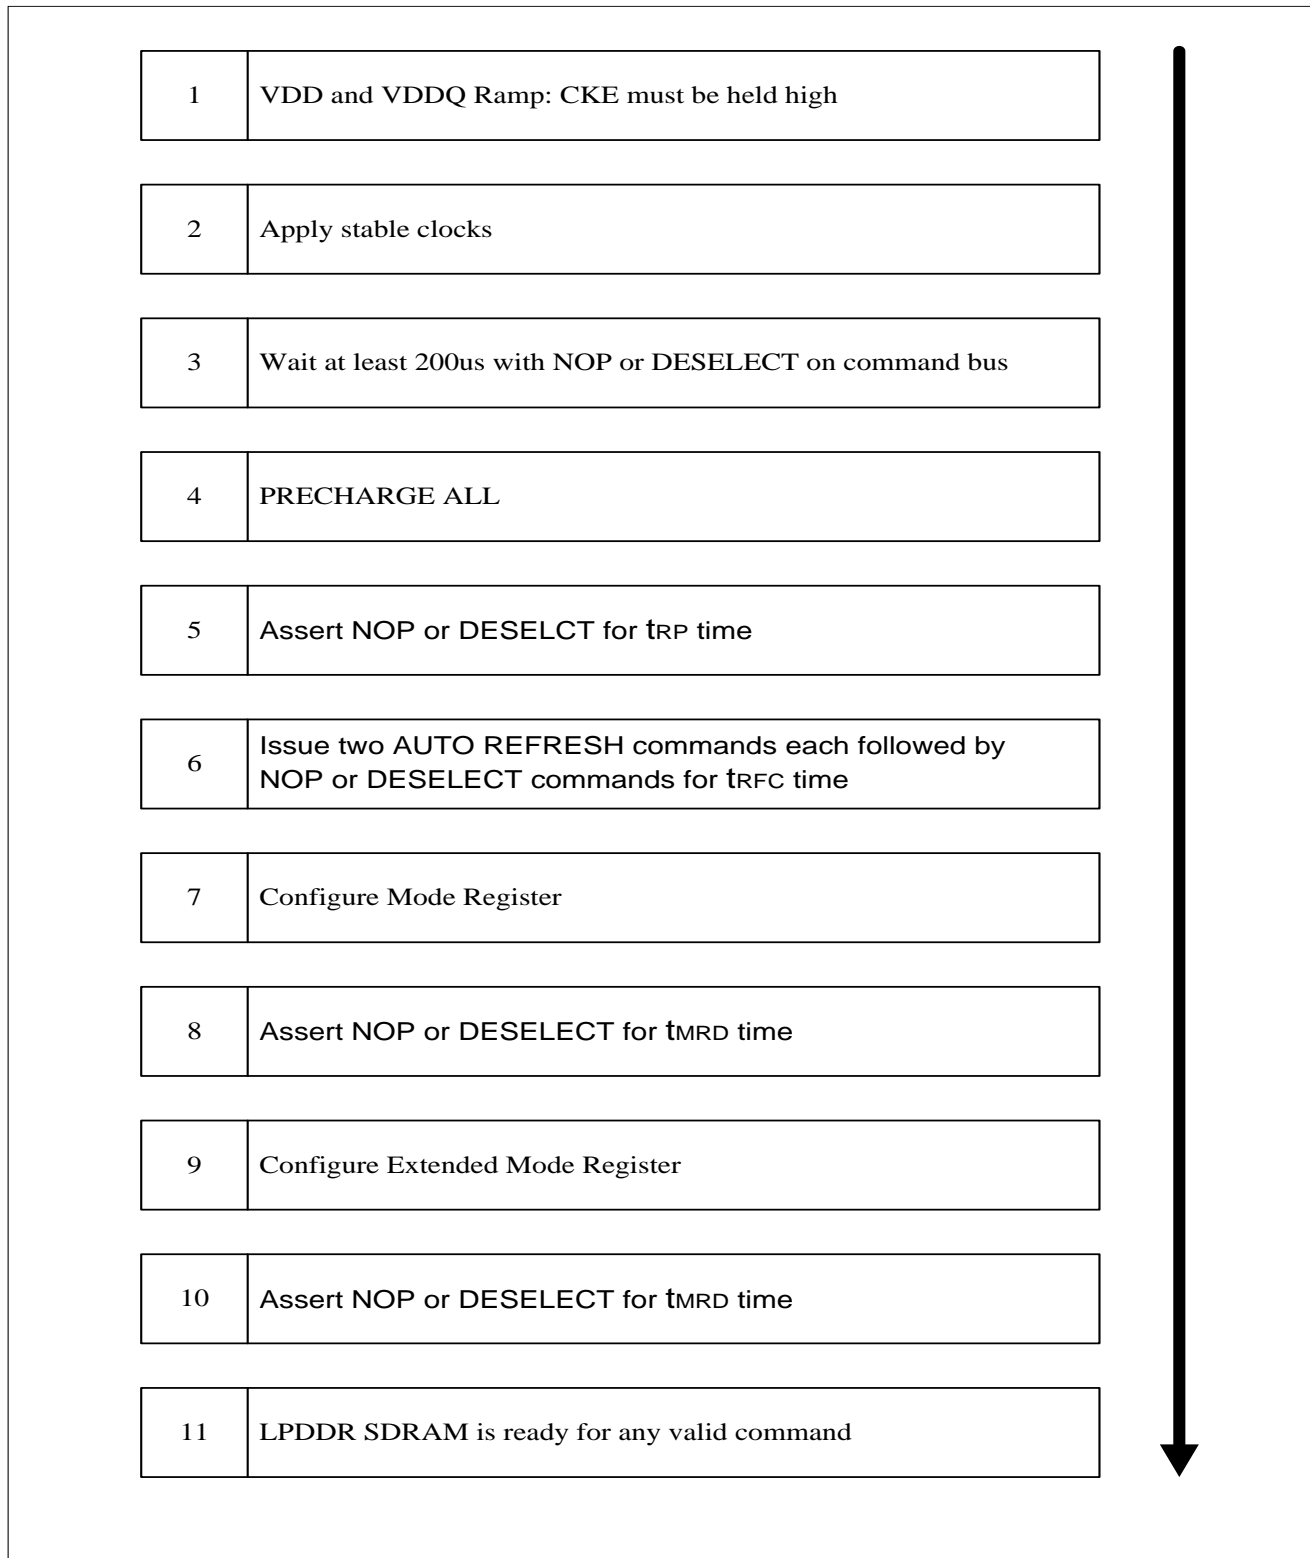 1 VDD and VDDQ Ramp: CKE must be held high
2 Apply stable clocks
3 Wait at least 200us with NOP or DESELECT on command bus
4 PRECHARGE ALL
5 Assert NOP or DESELCT for tRP time
6 Issue two AUTO REFRESH commands each followed by
NOP or DESELECT commands for tRFC time
7 Configure Mode Register
8 Assert NOP or DESELECT for tMRD time
9 Configure Extended Mode Register
10 Assert NOP or DESELECT for tMRD time
11 LPDDR SDRAM is ready for any valid command